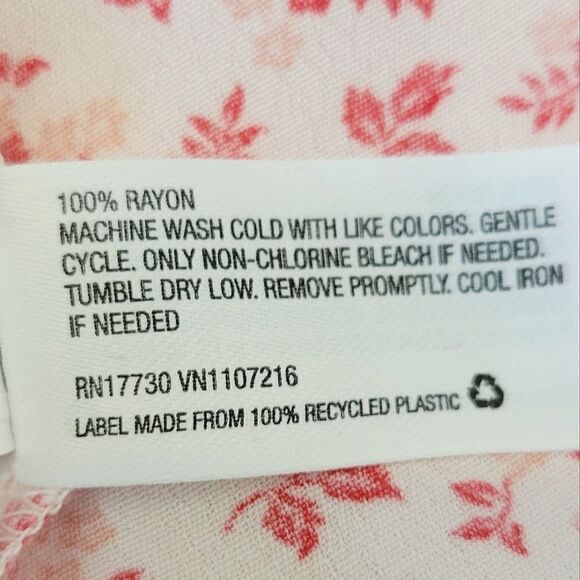 100% RAYON
MACHINE WASH COLD WITH LIKE COLORS. GENTLE
CYCLE. ONLY NON-CHLORINE BLEACH IF NEEDED.
TUMBLE DRY LOW. REMOVE PROMPTLY. COOL IRON
IF NEEDED
RN17730 VN1107216
LABEL MADE FROM 100% RECYCLED PLASTIC